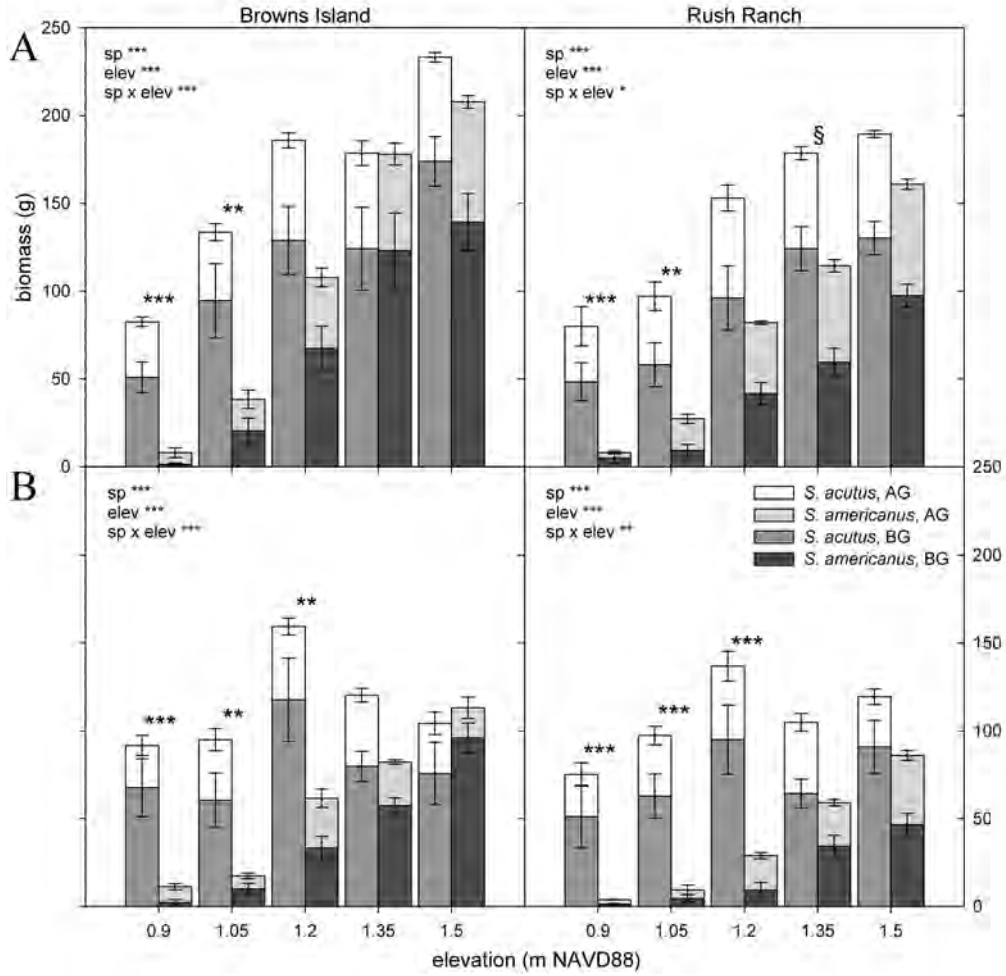 Browns Island
Rush Ranch
A
250
200
150
100
50
0
biomass (g)
sp ***
elev ***
sp x elev ***
***
**
sp ***
elev ***
sp x elev *
***
**
§
B
sp ***
elev ***
sp x elev ***
***
**
**
sp ***
elev ***
sp x elev **
***
***
***
S. acutus, AG
S. americanus, AG
S. acutus, BG
S. americanus, BG
250
200
150
100
50
0
0.9 1.05 1.2 1.35 1.5
0.9 1.05 1.2 1.35 1.5
elevation (m NAVD88)